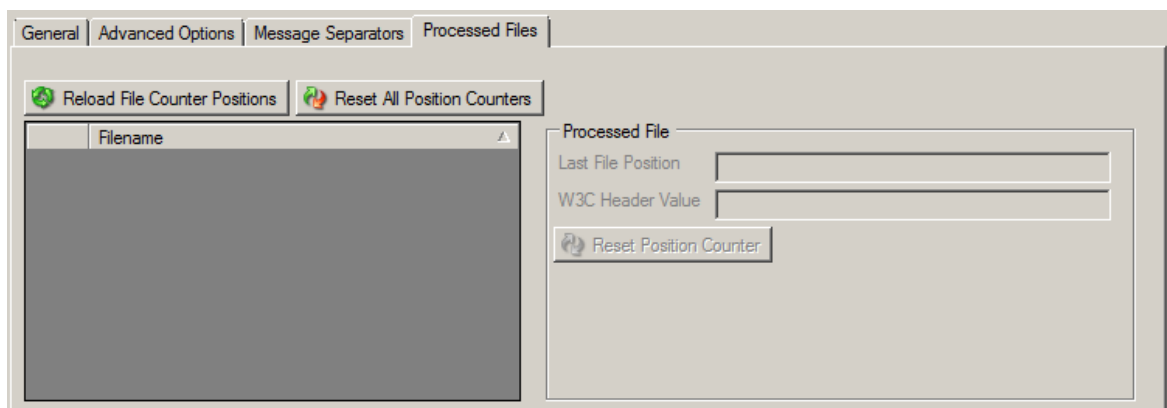 General Advanced Options Message Separators Processed Files
Reload File Counter Positions Reset All Position Counters
Filename
Processed File
Last File Position
W3C Header Value
Reset Position Counter